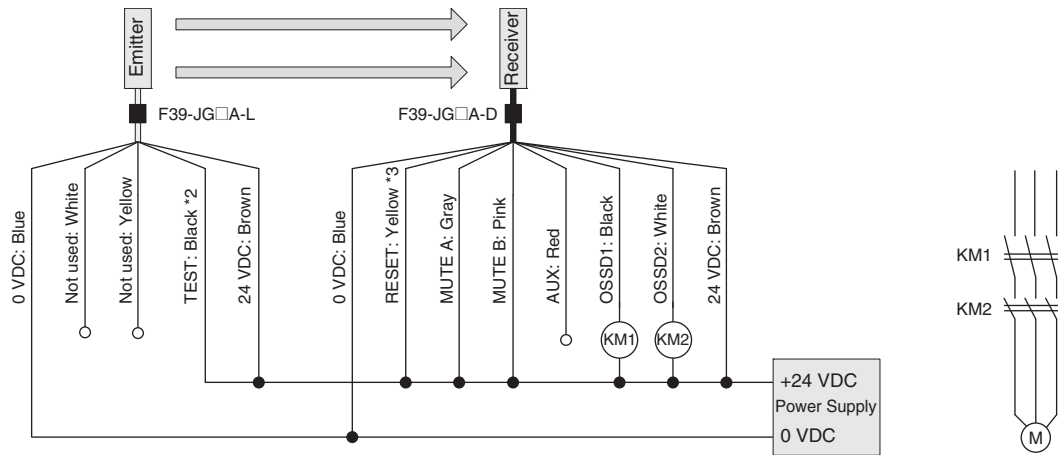 Emitter
Receiver
F39-JG□A-L
F39-JG□A-D
0 VDC: Blue
Not used: White
Not used: Yellow
TEST: Black *2
24 VDC: Brown
0 VDC: Blue
RESET: Yellow *3
MUTE A: Gray
MUTE B: Pink
AUX: Red
OSSD1: Black
OSSD2: White
24 VDC: Brown
KM1
KM2
+24 VDC
Power Supply
0 VDC
KM1
KM2
M